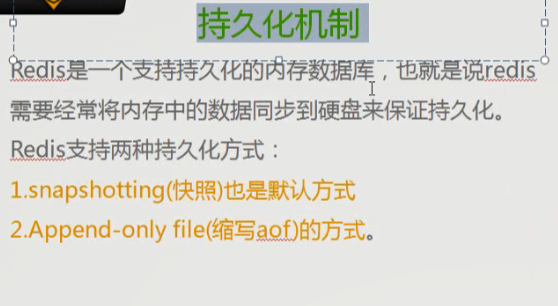 持久化机制
Redis是一个支持持久化的内存数据库，也就是说redis
需要经常将内存中的数据同步到硬盘来保证持久化。
Redis支持两种持久化方式：
1.snapshotting(快照)也是默认方式
2.Append-only file(缩写aof)的方式。